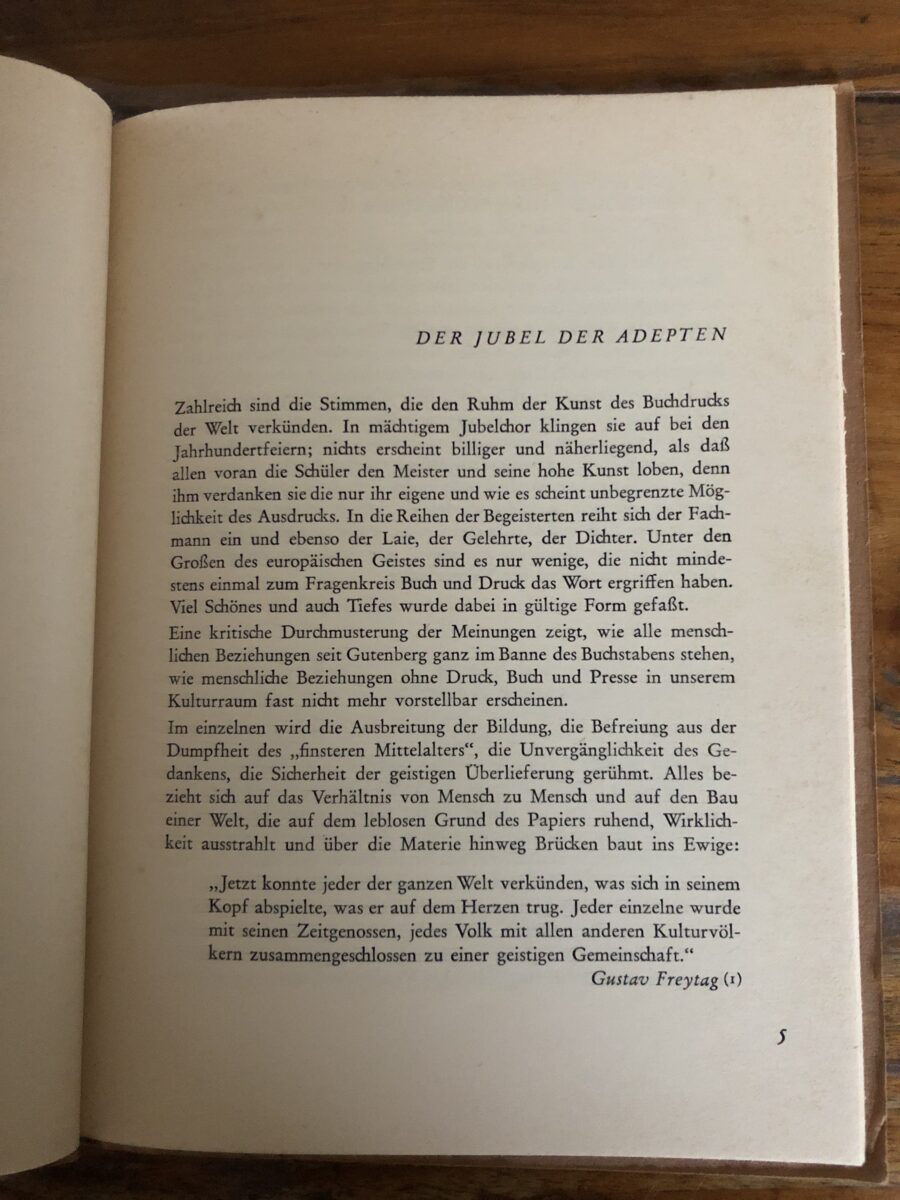 DER JUBEL DER ADEPTEN
Zahlreich sind die Stimmen, die den Ruhm der Kunst des Buchdrucks
der Welt verkünden. In mächtigem Jubelchor klingen sie auf bei den
Jahrhundertfeiern; nichts erscheint billiger und näherliegend, als daß
allen voran die Schüler den Meister und seine hohe Kunst loben, denn
ihm verdanken sie die nur ihr eigene und wie es scheint unbegrenzte Mög-
lichkeit des Ausdrucks. In die Reihen der Begeisterten reiht sich der Fach-
mann ein und ebenso der Laie, der Gelehrte, der Dichter. Unter den
Großen des europäischen Geistes sind es nur wenige, die nicht minde-
stens einmal zum Fragenkreis Buch und Druck das Wort ergriffen haben.
Viel Schönes und auch Tiefes wurde dabei in gültige Form gefaßt.
Eine kritische Durchmusterung der Meinungen zeigt, wie alle mensch-
lichen Beziehungen seit Gutenberg ganz im Banne des Buchstabens stehen,
wie menschliche Beziehungen ohne Druck, Buch und Presse in unserem
Kulturraum fast nicht mehr vorstellbar erscheinen.
Im einzelnen wird die Ausbreitung der Bildung, die Befreiung aus der
Dumpfheit des „finsteren Mittelalters“, die Unvergänglichkeit des Ge-
dankens, die Sicherheit der geistigen Überlieferung gerühmt. Alles be-
zieht sich auf das Verhältnis von Mensch zu Mensch und auf den Bau
einer Welt, die auf dem leblosen Grund des Papiers ruhend, Wirklich-
keit ausstrahlt und über die Materie hinweg Brücken baut ins Ewige:
„Jetzt konnte jeder der ganzen Welt verkünden, was sich in seinem
Kopf abspielte, was er auf dem Herzen trug. Jeder einzelne wurde
mit seinen Zeitgenossen, jedes Volk mit allen anderen Kulturvöl-
kern zusammengeschlossen zu einer geistigen Gemeinschaft.“
Gustav Freytag (1)
5